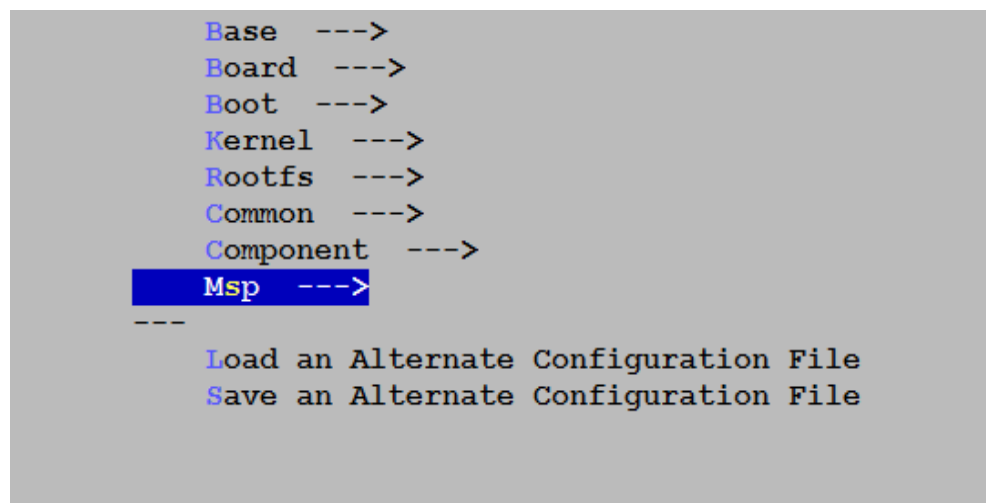 Base  --->
Board  --->
Boot  --->
Kernel  --->
Rootfs  --->
Common  --->
Component  --->
Msp  --->
---
Load an Alternate Configuration File
Save an Alternate Configuration File